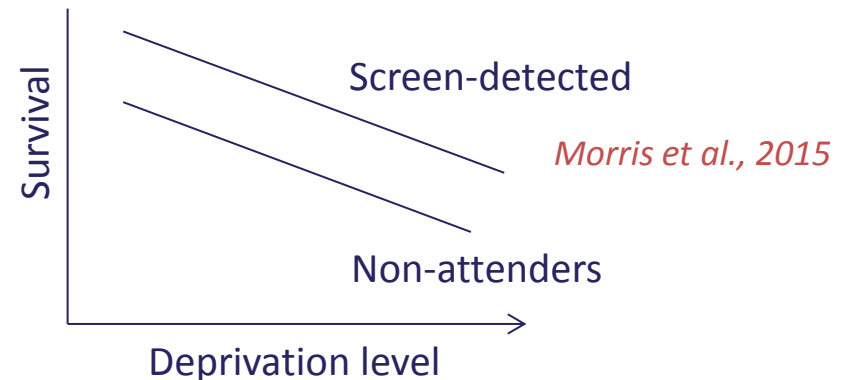 Survival
Screen-detected
Morris et al., 2015
Non-attenders
Deprivation level